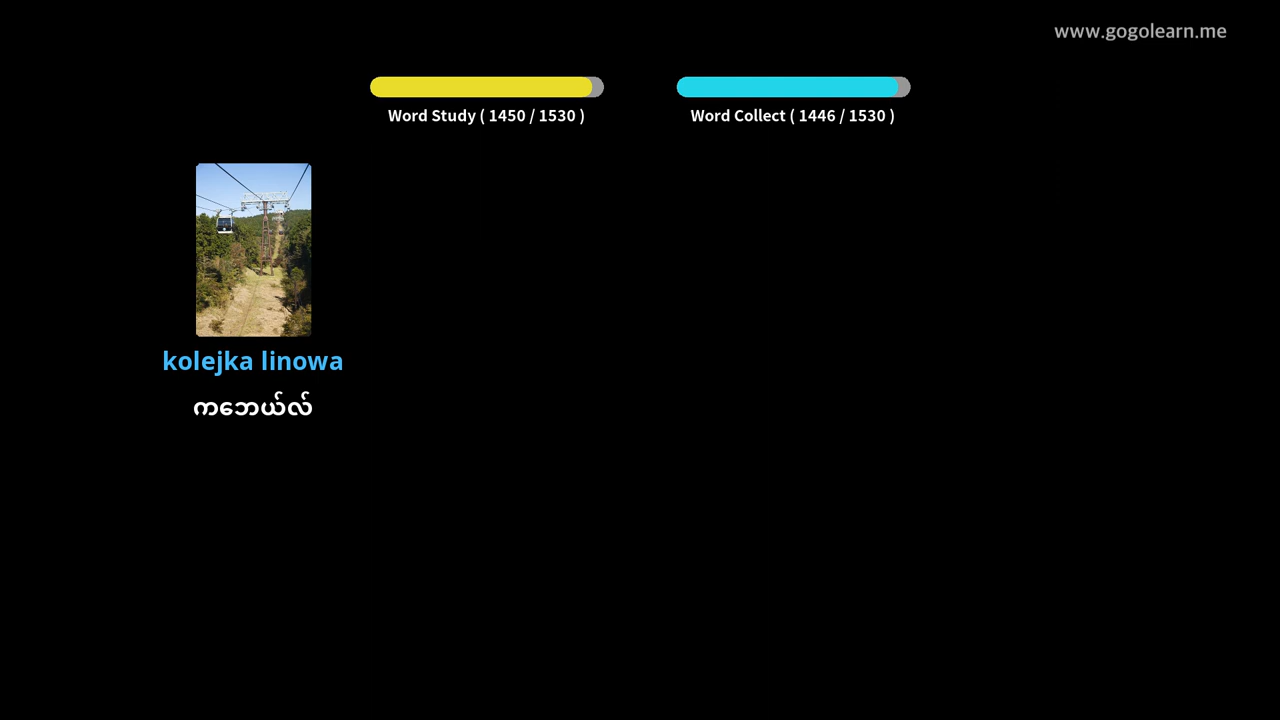 www.gogolearn.me
Word Study ( 1450 / 1530 )
Word Collect ( 1446 / 1530 )
kolejka linowa
ကဘေယ်လ်